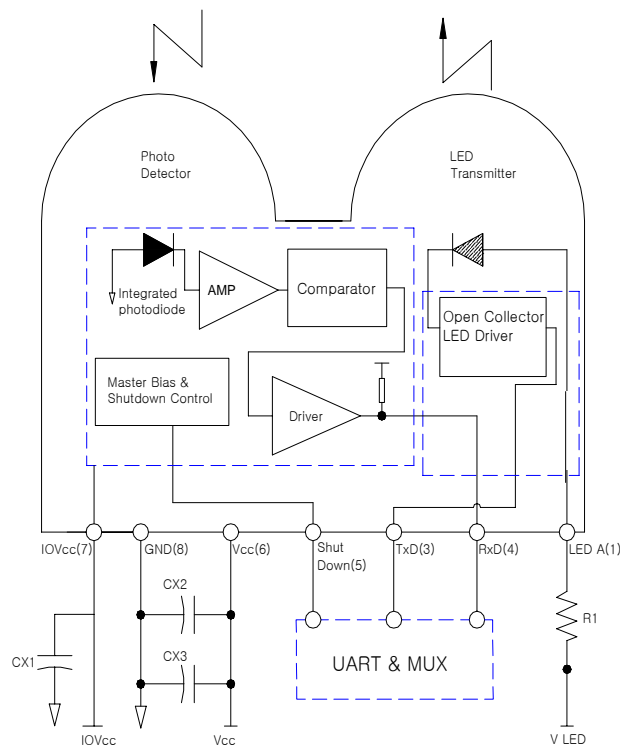 Photo
Detector
LED
Transmitter
Integrated
photodiode
AMP
Comparator
Open Collector
LED Driver
Master Bias &
Shutdown Control
Driver
IOVcc(7)
GND(8)
Vcc(6)
Shut
Down(5)
TxD(3)
RxD(4)
LED A(1)
CX2
CX1
CX3
R1
UART & MUX
IOVcc
Vcc
V LED